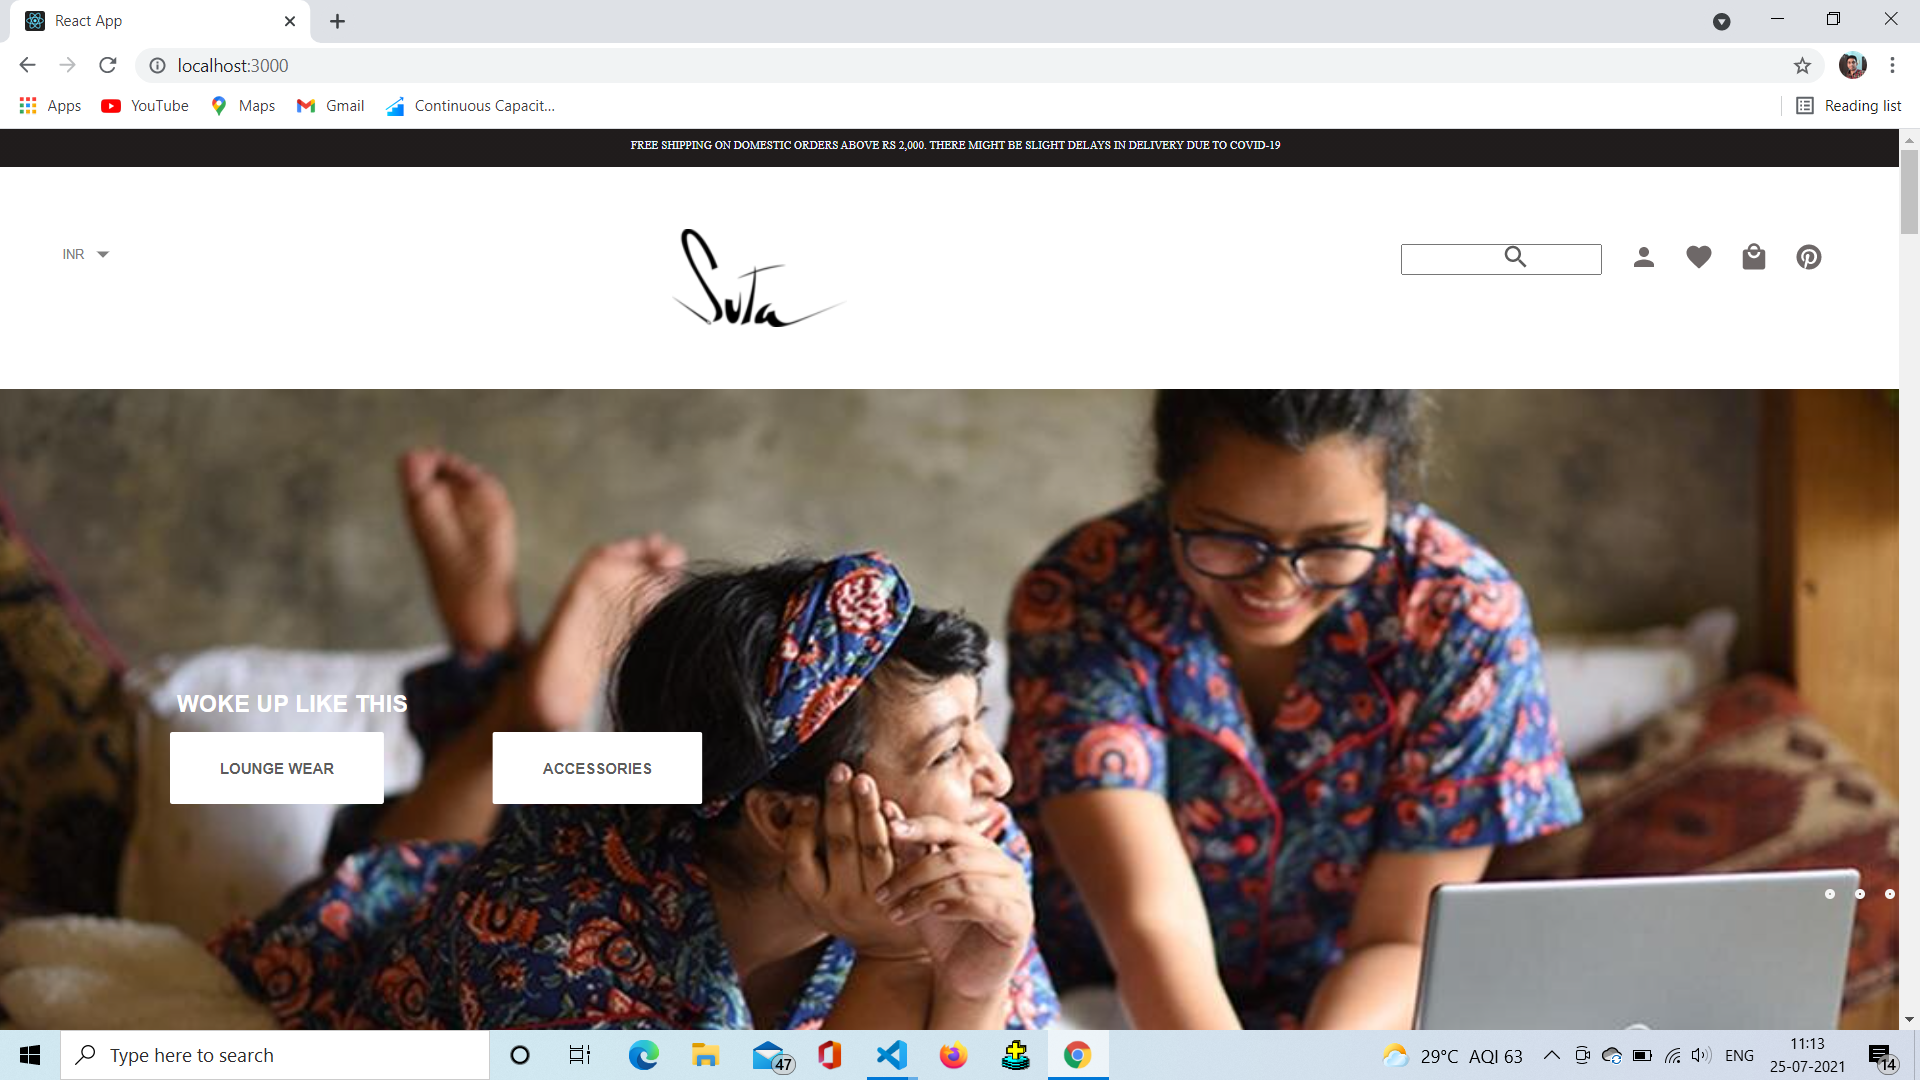 React App
localhost:3000
Apps
YouTube
Maps
Gmail
Continuous Capacit...
Reading list
FREE SHIPPING ON DOMESTIC ORDERS ABOVE RS 2,000. THERE MIGHT BE SLIGHT DELAYS IN DELIVERY DUE TO COVID-19
INR
Suta
WOKE UP LIKE THIS
LOUNGE WEAR
ACCESSORIES
Type here to search
47
29°C AQI 63
ENG
11:13
25-07-2021
14